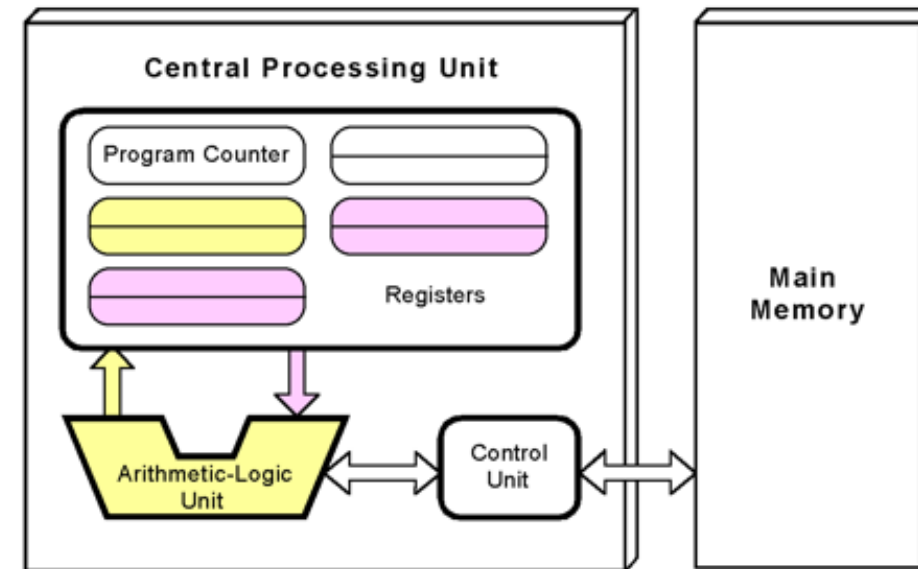 Central Processing Unit
Program Counter
Registers
Arithmetic-Logic
Unit
Control
Unit
Main
Memory